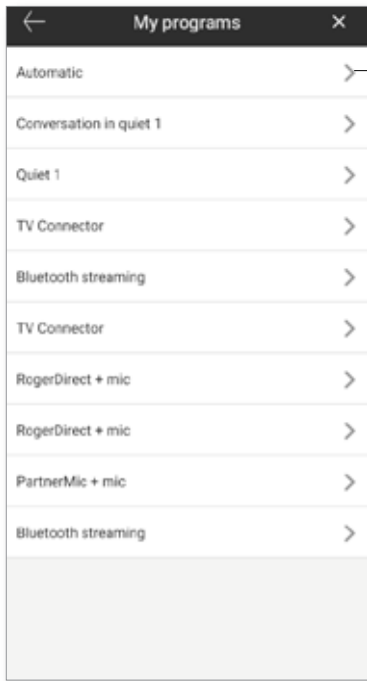 My programs
Automatic
Conversation in quiet 1
Quiet 1
TV Connector
Bluetooth streaming
TV Connector
RogerDirect + mic
RogerDirect + mic
PartnerMic + mic
Bluetooth streaming